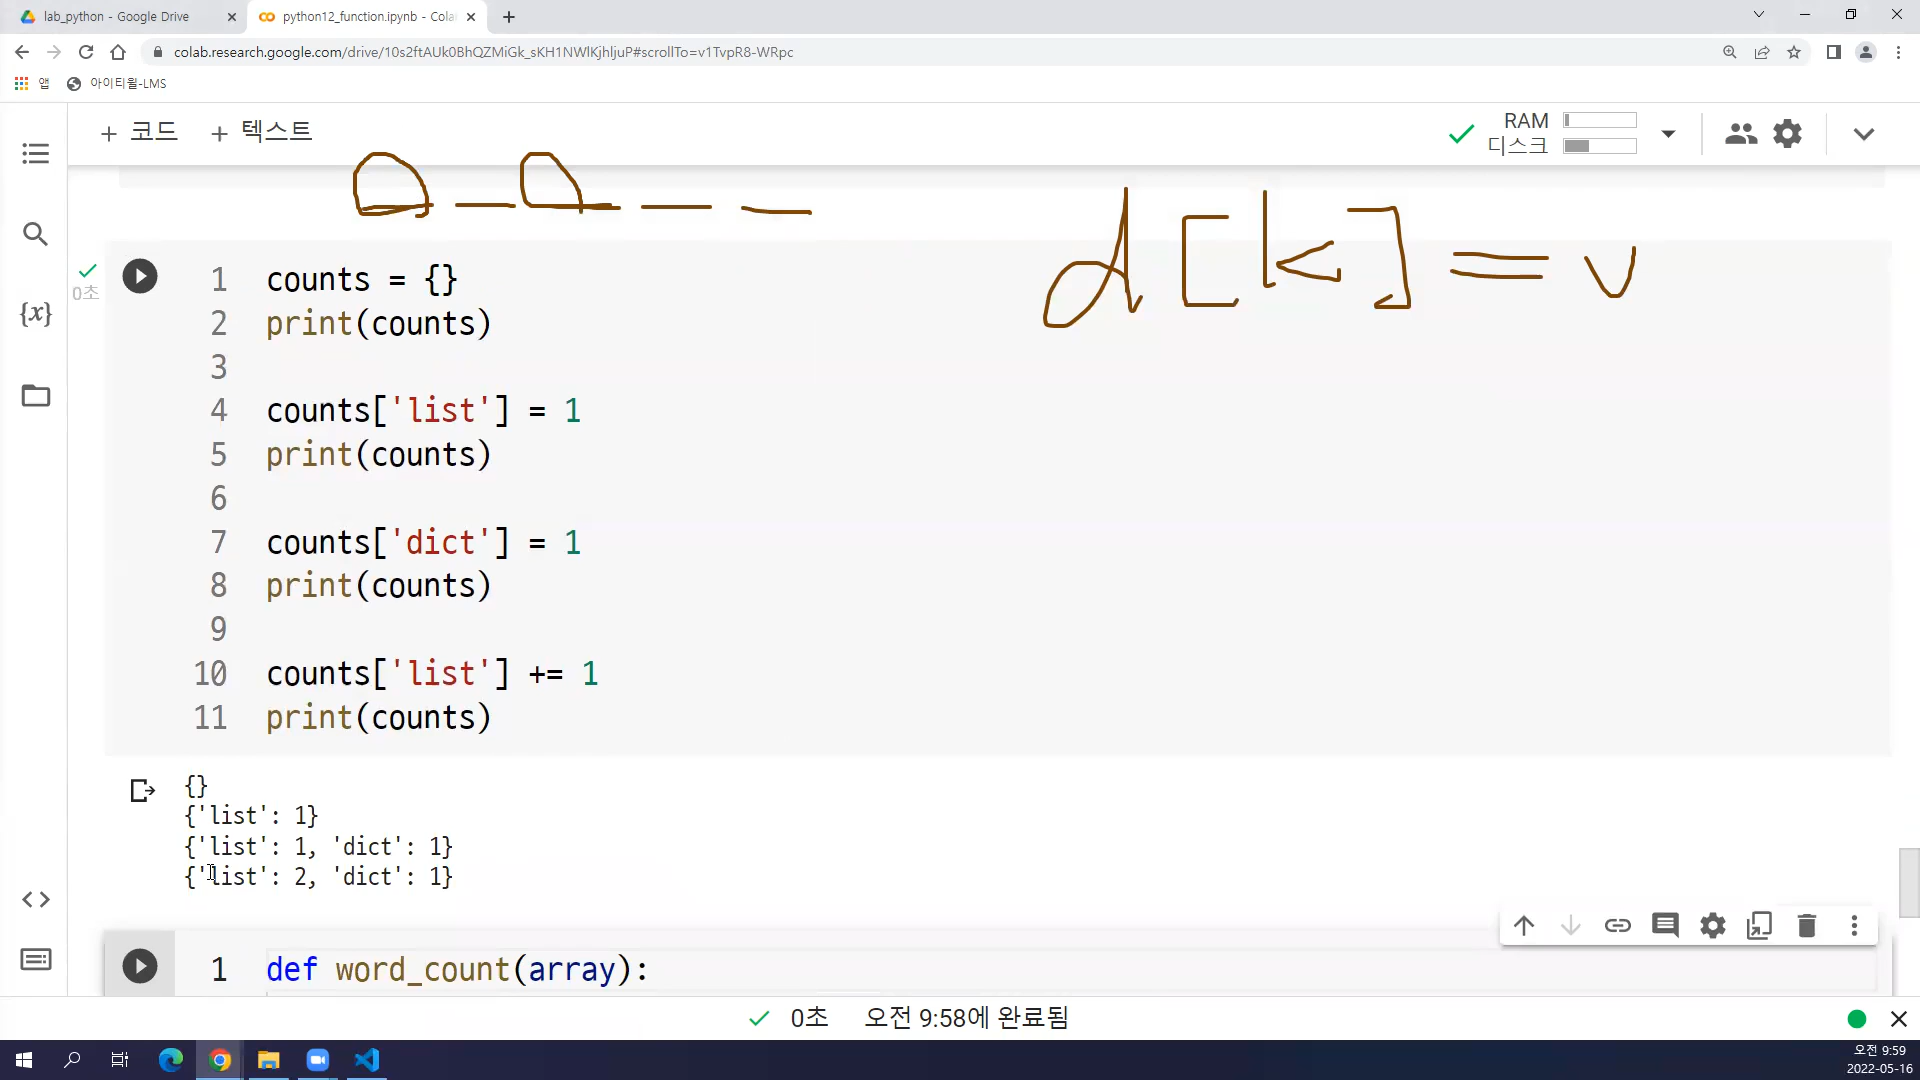 lab_python - Google Drive
python12_function.ipynb - Cola
colab.research.google.com/drive/10s2ftAUk0BhQZMiGk_sKH1NWlKjhljuP#scrollTo=v1TvpR8-WRpc
앱
아이티윌-LMS
+ 코드 + 텍스트
RAM
디스크
d[k] = v
0초
1 counts = {}
2 print(counts)
3
4 counts['list'] = 1
5 print(counts)
6
7 counts['dict'] = 1
8 print(counts)
9
10 counts['list'] += 1
11 print(counts)
{}
{'list': 1}
{'list': 1, 'dict': 1}
{'list': 2, 'dict': 1}
1 def word_count(array):
0초 오전 9:58에 완료됨
오전 9:59
2022-05-16